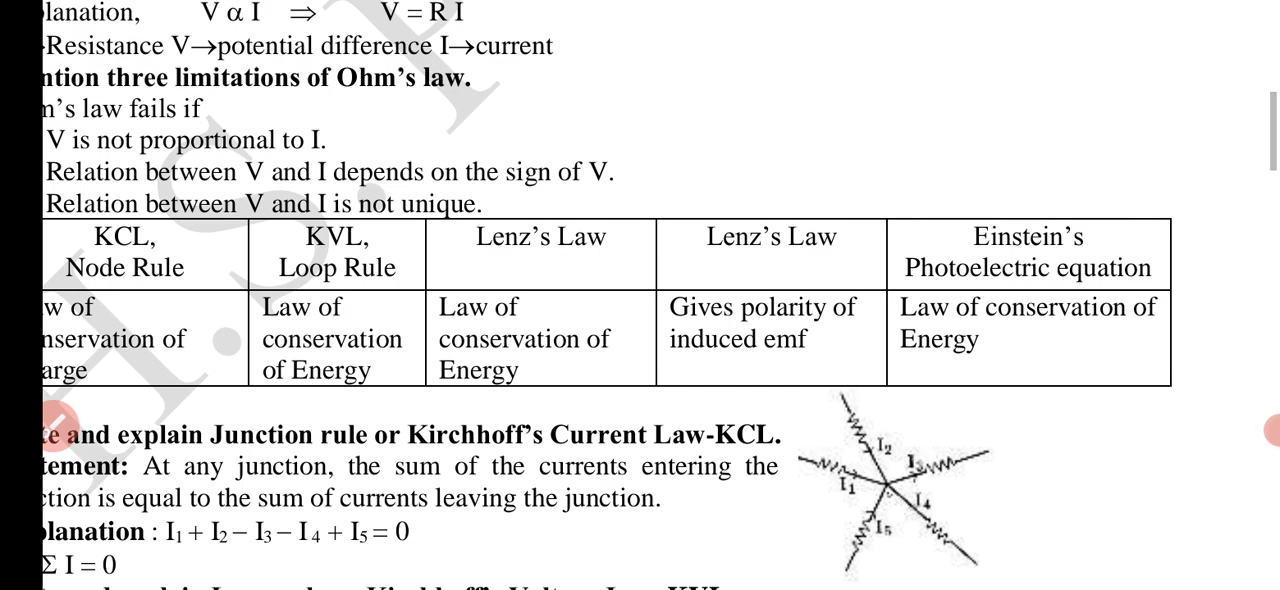 lanation, V α I ⇒ V = R I
Resistance V→potential difference I→current
ntion three limitations of Ohm’s law.
m’s law fails if
V is not proportional to I.
Relation between V and I depends on the sign of V.
Relation between V and I is not unique.
KCL, Node Rule KVL, Loop Rule Lenz’s Law Lenz’s Law Einstein’s Photoelectric equation
w of nservation of arge Law of conservation of Energy Law of conservation of Energy Gives polarity of induced emf Law of conservation of Energy
te and explain Junction rule or Kirchhoff’s Current Law-KCL.
tement: At any junction, the sum of the currents entering the
ction is equal to the sum of currents leaving the junction.
planation : I₁ + I₂ – I₃ – I₄ + I₅ = 0
Σ I = 0
I₂
I₃
I₁
I₄
I₅
H.S.